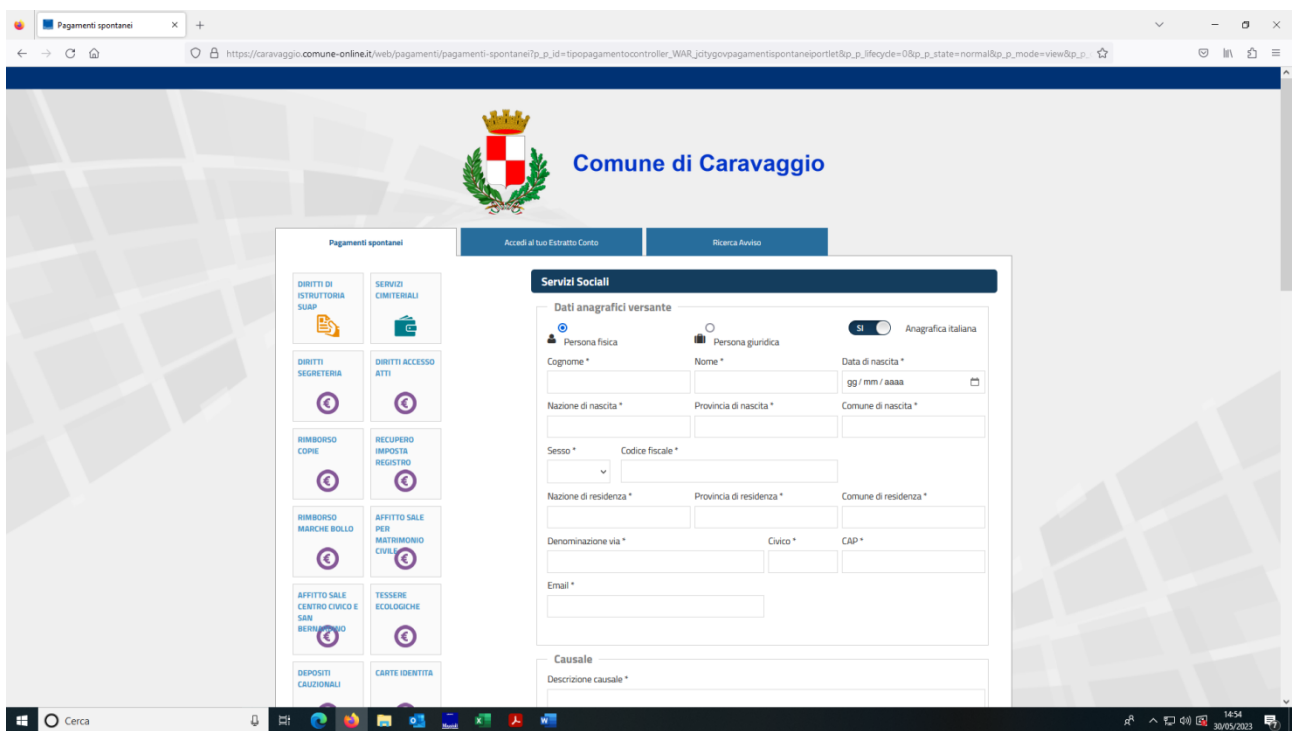 Pagamenti spontanei
https://caravaggio.comune-online.it/web/pagamenti/pagamenti-spontanei?p_p_id=tipopagamentocontroller_WAR_jcitygovpagamentispontaneiportlet&p_p_lifecycle=0&p_p_state=normal&p_p_mode=view&p_p_
Comune di Caravaggio
Pagamenti spontanei
Accedi al tuo Estratto Conto
Ricerca Avviso
DIRITTI DI
ISTRUTTORIA
SUAP
SERVIZI
CIMITERIALI
DIRITTI
SEGRETERIA
DIRITTI ACCESSO
ATTI
RIMBORSO
COPIE
RECUPERO
IMPOSTA
REGISTRO
RIMBORSO
MARCHE BOLLO
AFFITTO SALE
PER
MATRIMONIO
CIVILE
AFFITTO SALE
CENTRO CIVICO E
SAN
TESSERE
ECOLOGICHE
DEPOSITI
CAUZIONALI
CARTE IDENTITA
Servizi Sociali
Dati anagrafici versante
Persona fisica
Persona giuridica
SI
Anagrafica italiana
Cognome *
Nome *
Data di nascita *
gg / mm / aaaa
Nazione di nascita *
Provincia di nascita *
Comune di nascita *
Sesso *
Codice fiscale *
Nazione di residenza *
Provincia di residenza *
Comune di residenza *
Denominazione via *
Civico *
CAP *
Email *
Causale
Descrizione causale *
Cerca
14:54
30/05/2023